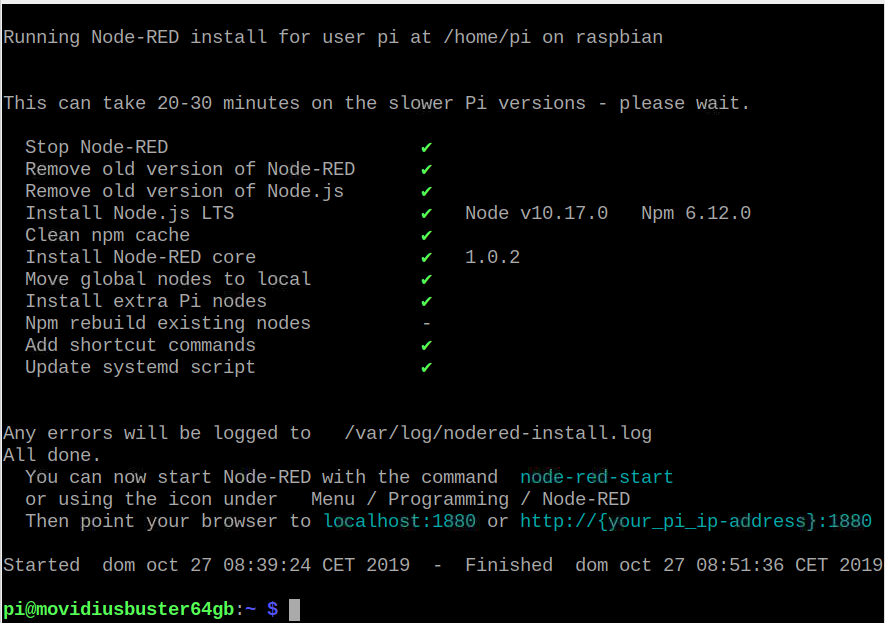 Running Node-RED install for user pi at /home/pi on raspbian
This can take 20-30 minutes on the slower Pi versions - please wait.
Stop Node-RED ✔
Remove old version of Node-RED ✔
Remove old version of Node.js ✔
Install Node.js LTS ✔ Node v10.17.0 Npm 6.12.0
Clean npm cache ✔
Install Node-RED core ✔ 1.0.2
Move global nodes to local ✔
Install extra Pi nodes ✔
Npm rebuild existing nodes -
Add shortcut commands ✔
Update systemd script ✔
Any errors will be logged to /var/log/nodered-install.log
All done.
You can now start Node-RED with the command node-red-start
or using the icon under Menu / Programming / Node-RED
Then point your browser to localhost:1880 or http://{your_pi_ip-address}:1880
Started dom oct 27 08:39:24 CET 2019 - Finished dom oct 27 08:51:36 CET 2019
pi@movidiusbuster64gb:~ $